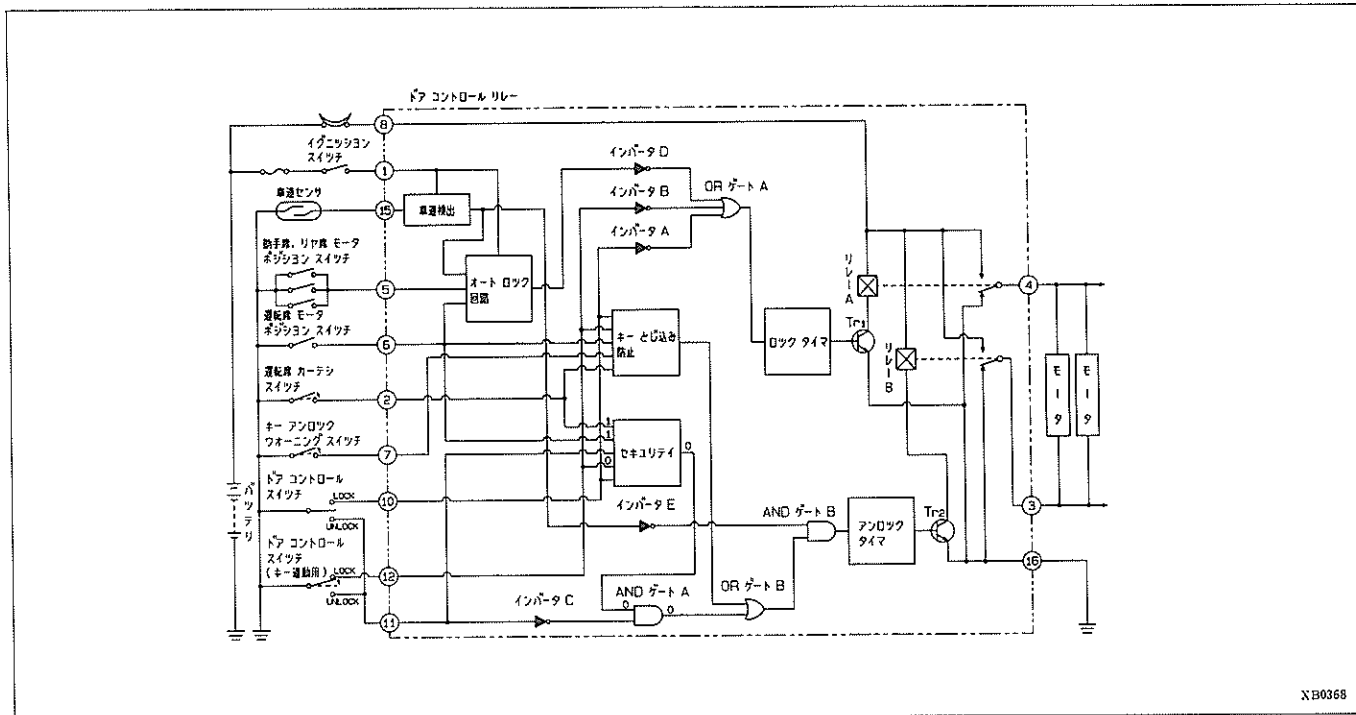 ドア コントロール リレー
8
イグニッション
スイッチ
1
車速センサ
15
車速検出
インバータ D
インバータ B
インバータ A
OR ゲート A
助手席, リヤ席 モータ
ポジション スイッチ
5
オート ロック
回路
運転席 モータ
ポジション スイッチ
6
キー とじ込み
防止
ロック タイマ
リレーA
Tr1
リレーB
4
モータ
モータ
運転席 カーテシ
スイッチ
2
キー アンロック
ウオーニング スイッチ
7
1
1
0
セキュリティ
0
ドア コントロール
スイッチ
LOCK
UNLOCK
10
バッテリ
インバータ E
AND ゲート B
アンロック
タイマ
Tr2
3
16
ドア コントロール
スイッチ
(キー連動用)
LOCK
UNLOCK
12
11
インバータ C
AND ゲート A
0
0
OR ゲート B
XB0368